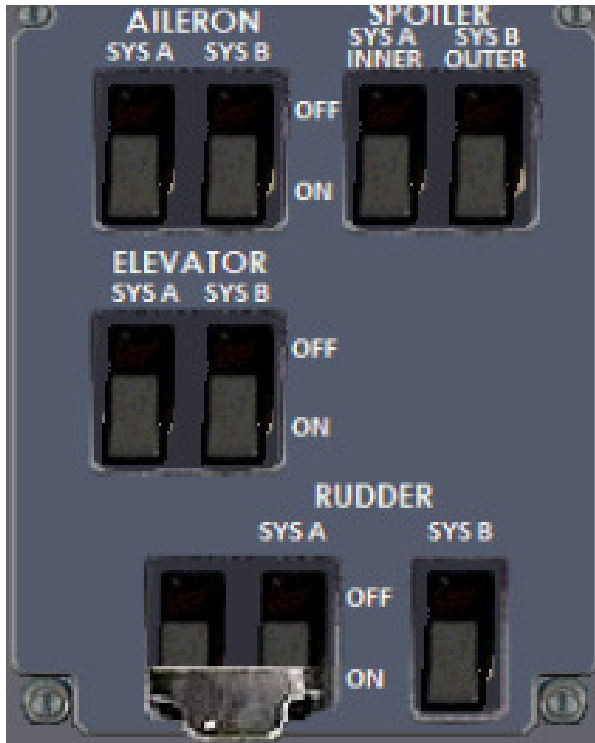 AILERON
SYS A SYS B
OFF
ON
SPOILER
SYS A SYS B
INNER OUTER
ELEVATOR
SYS A SYS B
OFF
ON
RUDDER
SYS A SYS B
OFF
ON